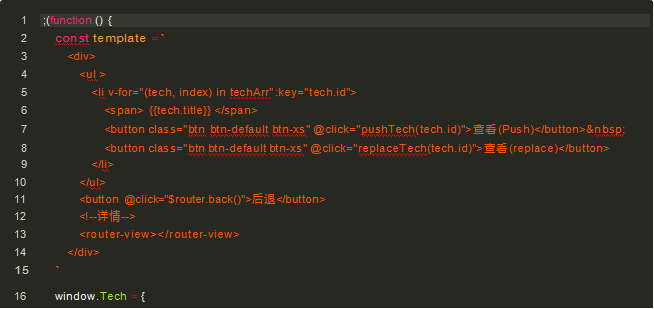 1 ;(function () {
2 const template = `
3 <div>
4 <ul >
5 <li v-for="(tech, index) in techArr":key="tech.id">
6 <span> {{tech.title}} </span>
7 <button class="btn btn-default btn-xs" @click="pushTech(tech.id)">查看(Push)</button>&nbsp;
8 <button class="btn btn-default btn-xs" @click="replaceTech(tech.id)">查看(replace)</button>
9 </li>
10 </ul>
11 <button @click="$router.back()">后退</button>
12 <!--详情-->
13 <router-view></router-view>
14 </div>
15 `
16 window.Tech = {